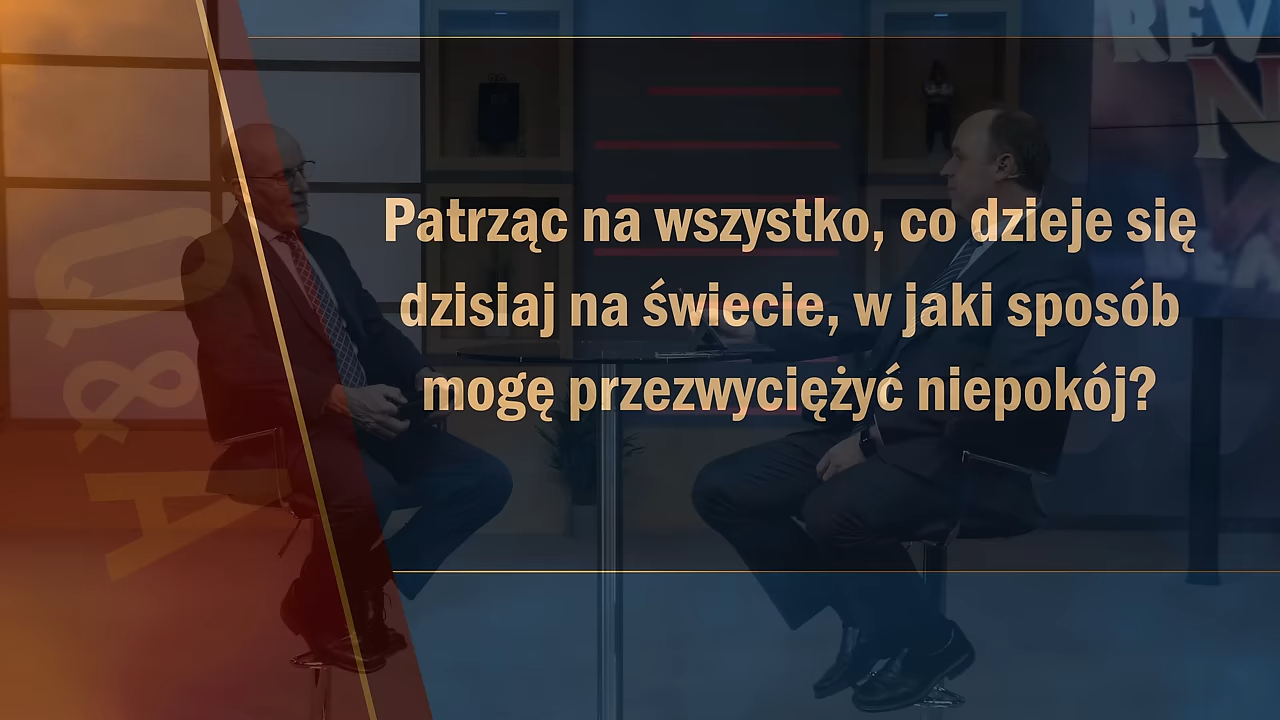 Patrząc na wszystko, co dzieje się
dzisiaj na świecie, w jaki sposób
mogę przezwyciężyć niepokój?
Q&A